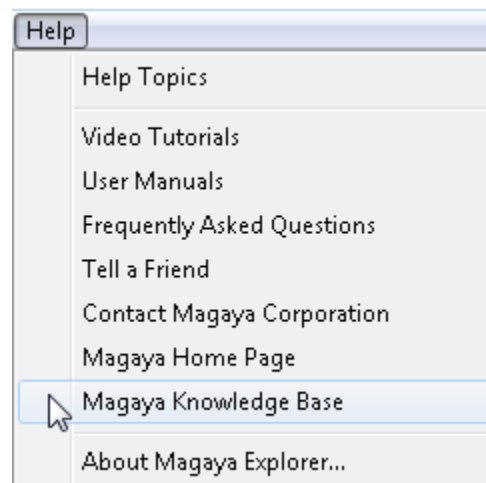 Help
Help Topics
Video Tutorials
User Manuals
Frequently Asked Questions
Tell a Friend
Contact Magaya Corporation
Magaya Home Page
Magaya Knowledge Base
About Magaya Explorer...